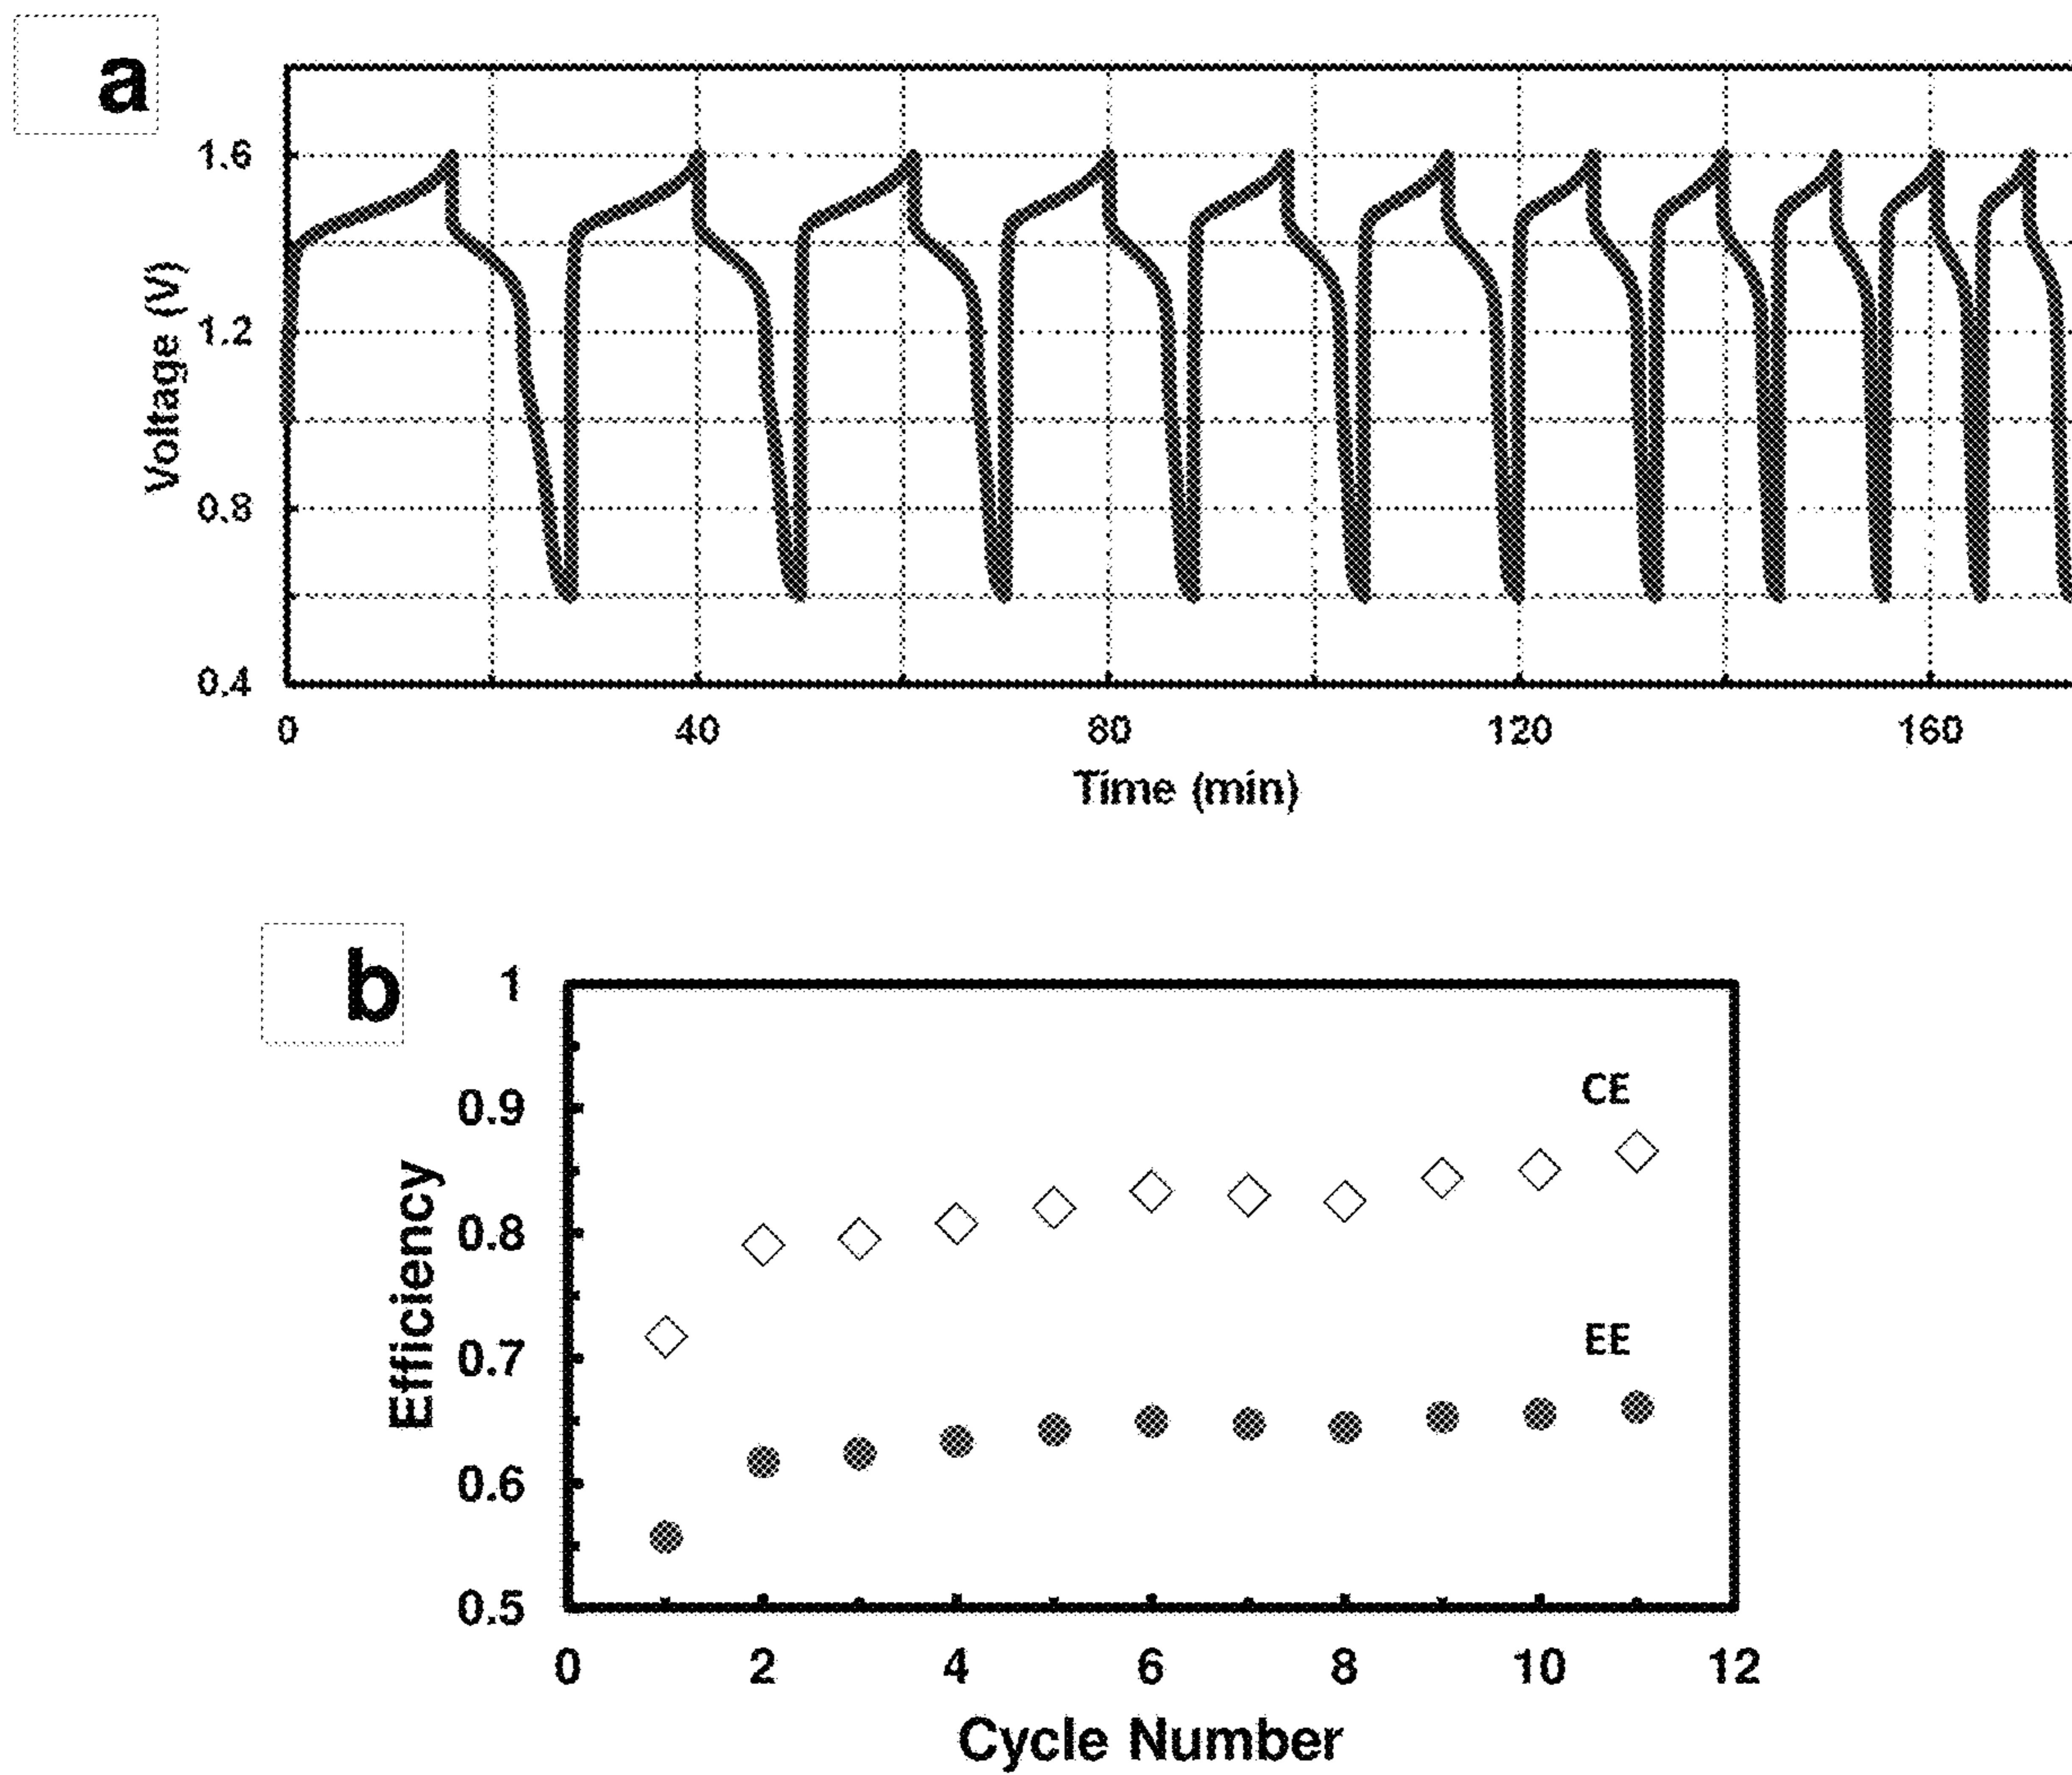 a
1.6
1.2
0.8
0.4
Voltage (V)
0 40 80 120 160
Time (min)
b
1
0.9
0.8
0.7
0.6
0.5
Efficiency
CE
EE
0 2 4 6 8 10 12
Cycle Number